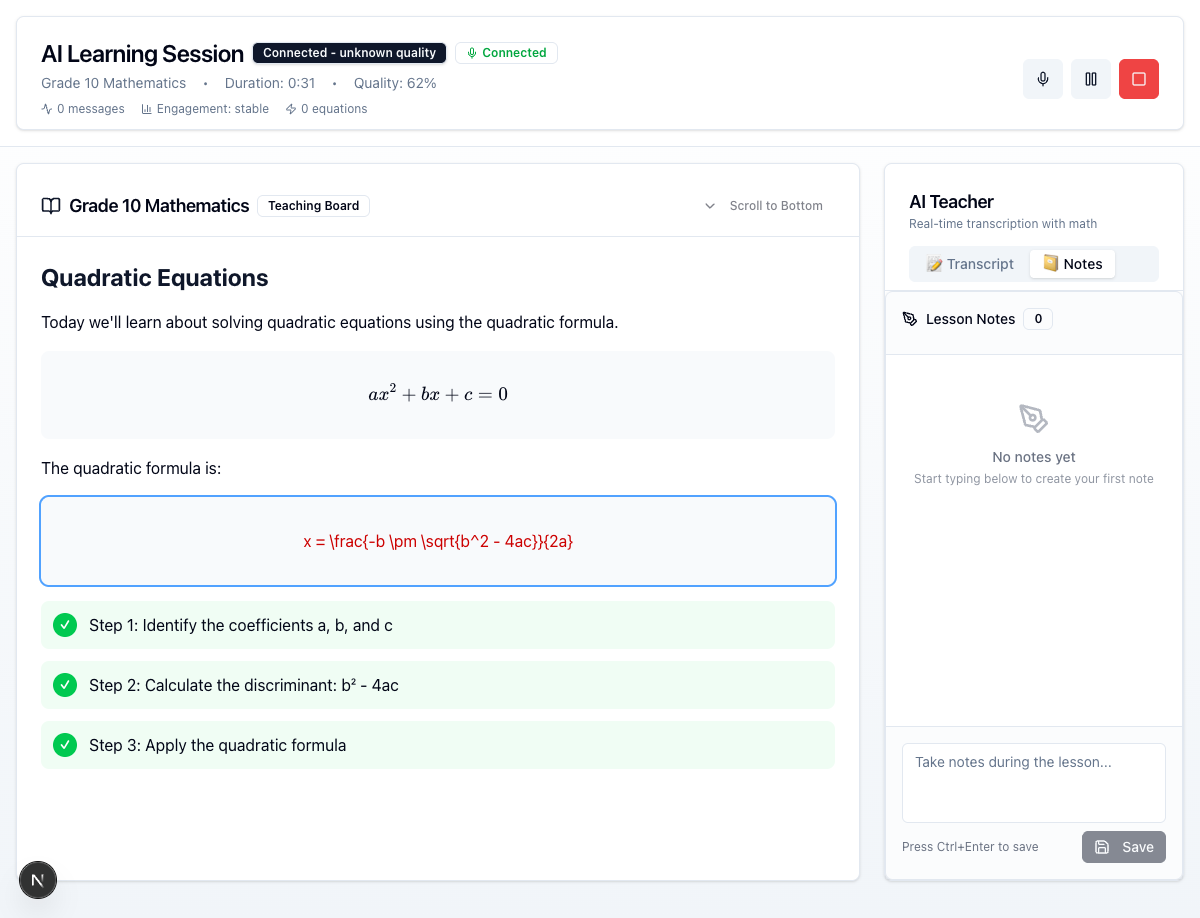 AI Learning Session Connected - unknown quality Connected
Grade 10 Mathematics • Duration: 0:31 • Quality: 62%
0 messages Engagement: stable 0 equations
Grade 10 Mathematics Teaching Board Scroll to Bottom
Quadratic Equations
Today we'll learn about solving quadratic equations using the quadratic formula.
ax² + bx + c = 0
The quadratic formula is:
x = \frac{-b \pm \sqrt{b^2 - 4ac}}{2a}
Step 1: Identify the coefficients a, b, and c
Step 2: Calculate the discriminant: b² - 4ac
Step 3: Apply the quadratic formula
N
AI Teacher
Real-time transcription with math
Transcript Notes
Lesson Notes 0
No notes yet
Start typing below to create your first note
Take notes during the lesson...
Press Ctrl+Enter to save Save